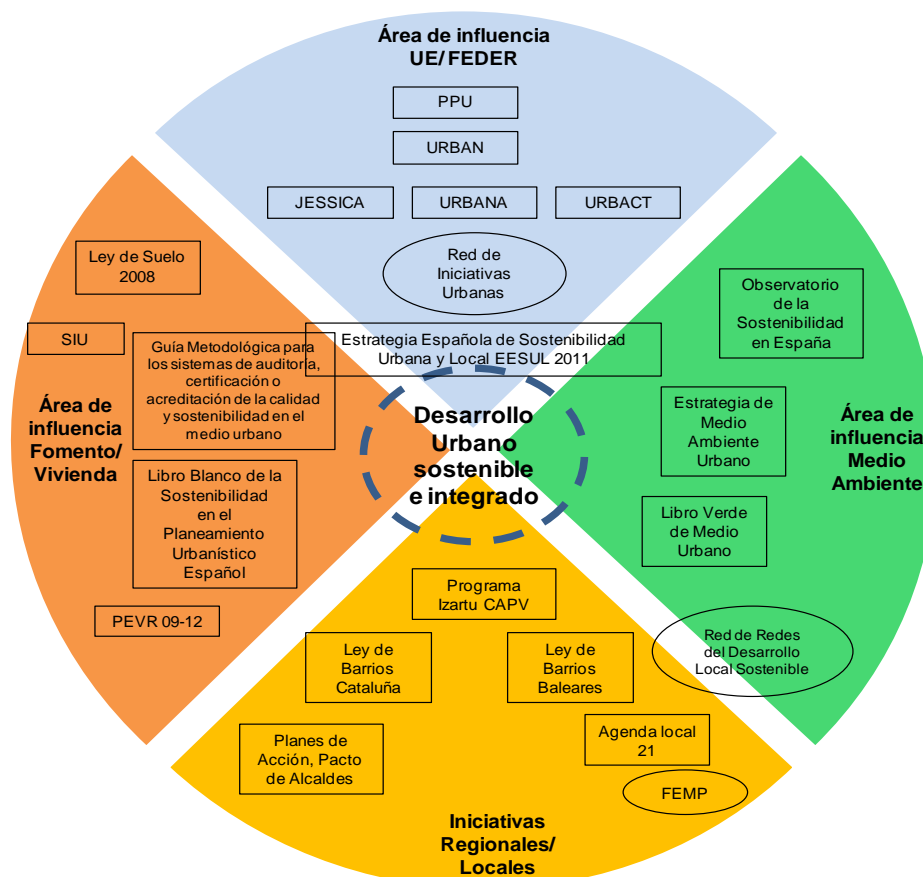 Área de influencia
UE/ FEDER
PPU
URBAN
JESSICA
URBANA
URBACT
Red de
Iniciativas
Urbanas
Estrategia Española de Sostenibilidad
Urbana y Local EESUL 2011
Ley de Suelo
2008
SIU
Guía Metodológica para
los sistemas de auditoría,
certificación o
acreditación de la calidad
y sostenibilidad en el
medio urbano
Área de
influencia
Fomento/
Vivienda
Libro Blanco de la
Sostenibilidad
en el
Planeamiento
Urbanístico
Español
PEVR 09-12
Desarrollo
Urbano
sostenible
e integrado
Observatorio
de la
Sostenibilidad
en España
Estrategia de
Medio
Ambiente
Urbano
Área de
influencia
Medio
Ambiente
Libro Verde
de Medio
Urbano
Red de Redes
del Desarrollo
Local Sostenible
Programa
Izartu CAPV
Ley de
Barrios
Cataluña
Ley de
Barrios
Baleares
Planes de
Acción, Pacto
de Alcaldes
Agenda local
21
FEMP
Iniciativas
Regionales/
Locales